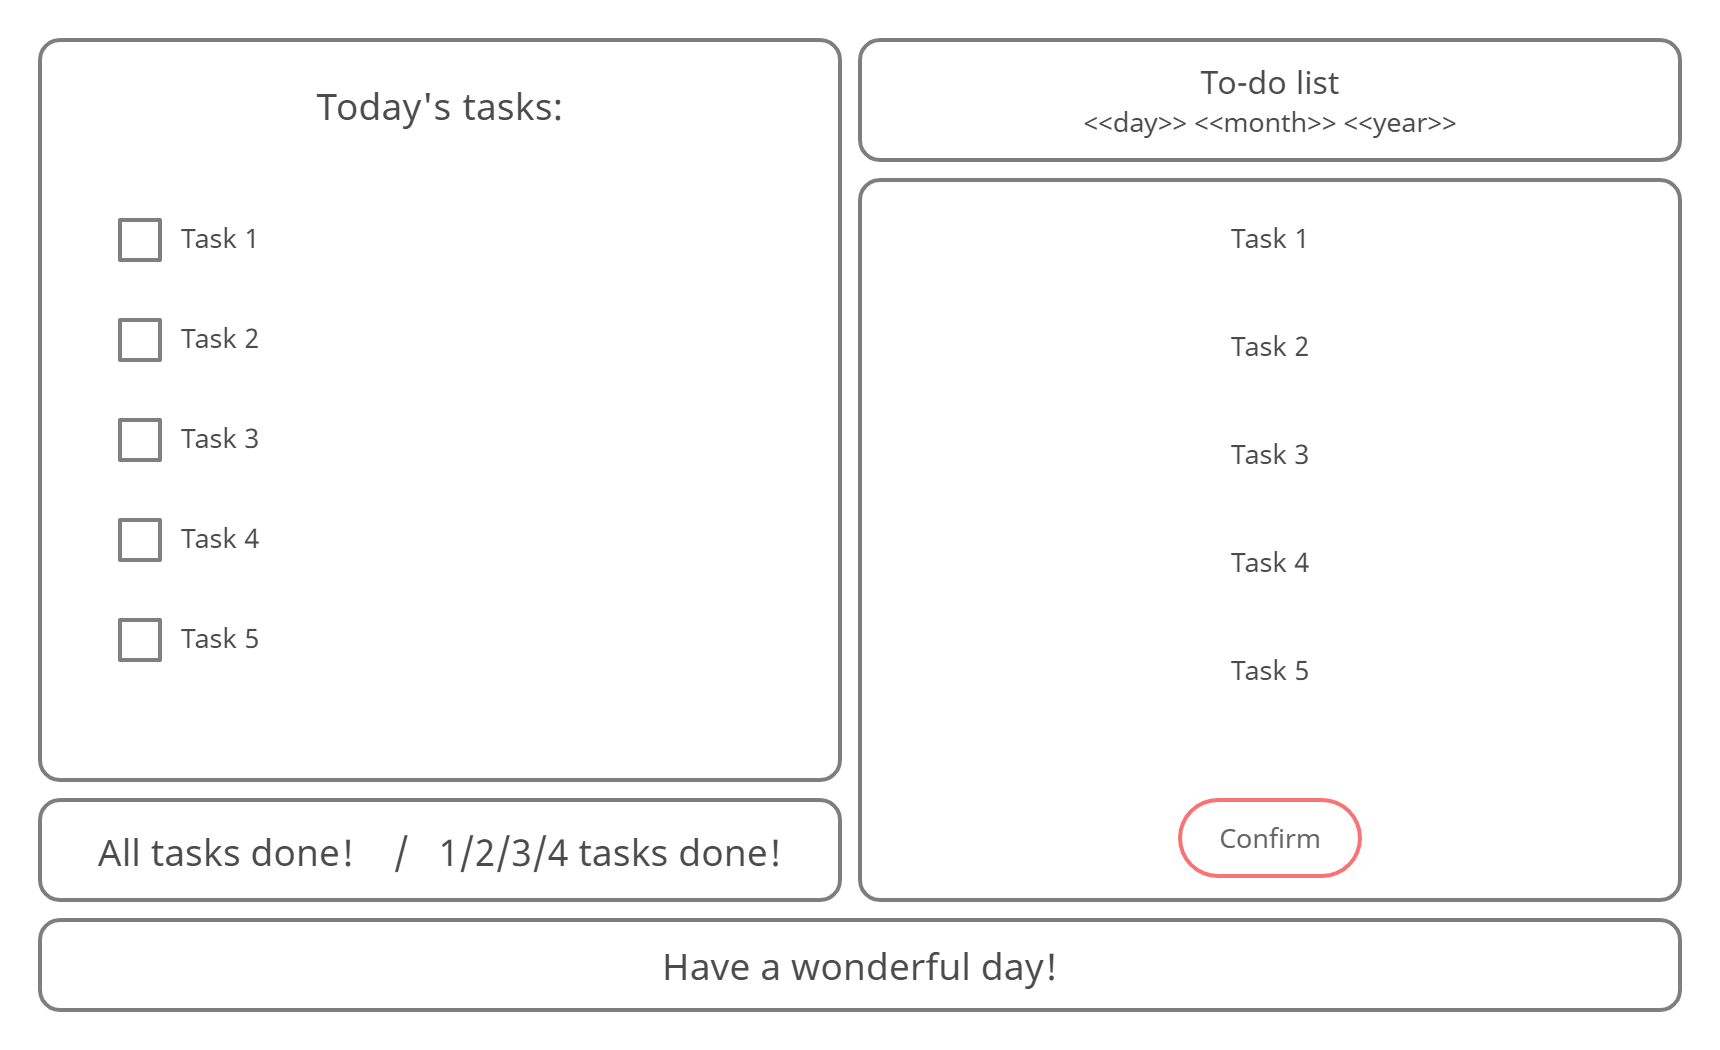 Today's tasks:
Task 1
Task 2
Task 3
Task 4
Task 5
All tasks done! / 1/2/3/4 tasks done!
To-do list
<<day>> <<month>> <<year>>
Task 1
Task 2
Task 3
Task 4
Task 5
Confirm
Have a wonderful day!